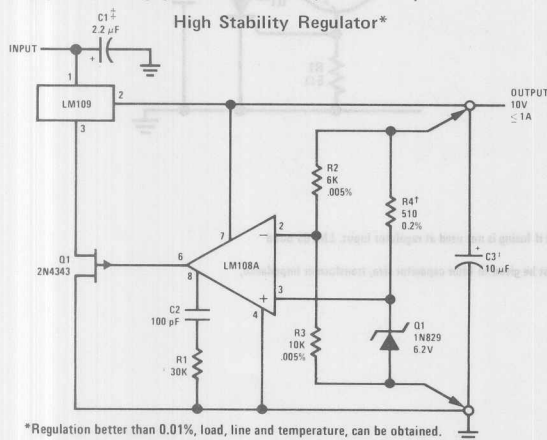 High Stability Regulator*
C1‡
2.2 μF
+
INPUT
1
LM109
2
3
OUTPUT
10V
≤ 1A
R2
6K
.005%
R4†
510
0.2%
7
2
−
Q1
2N4343
6
LM108A
8
3
+
4
C3‡
10 μF
+
C2
100 pF
R3
10K
.005%
Q1
1N829
6.2V
R1
30K
*Regulation better than 0.01%, load, line and temperature, can be obtained.